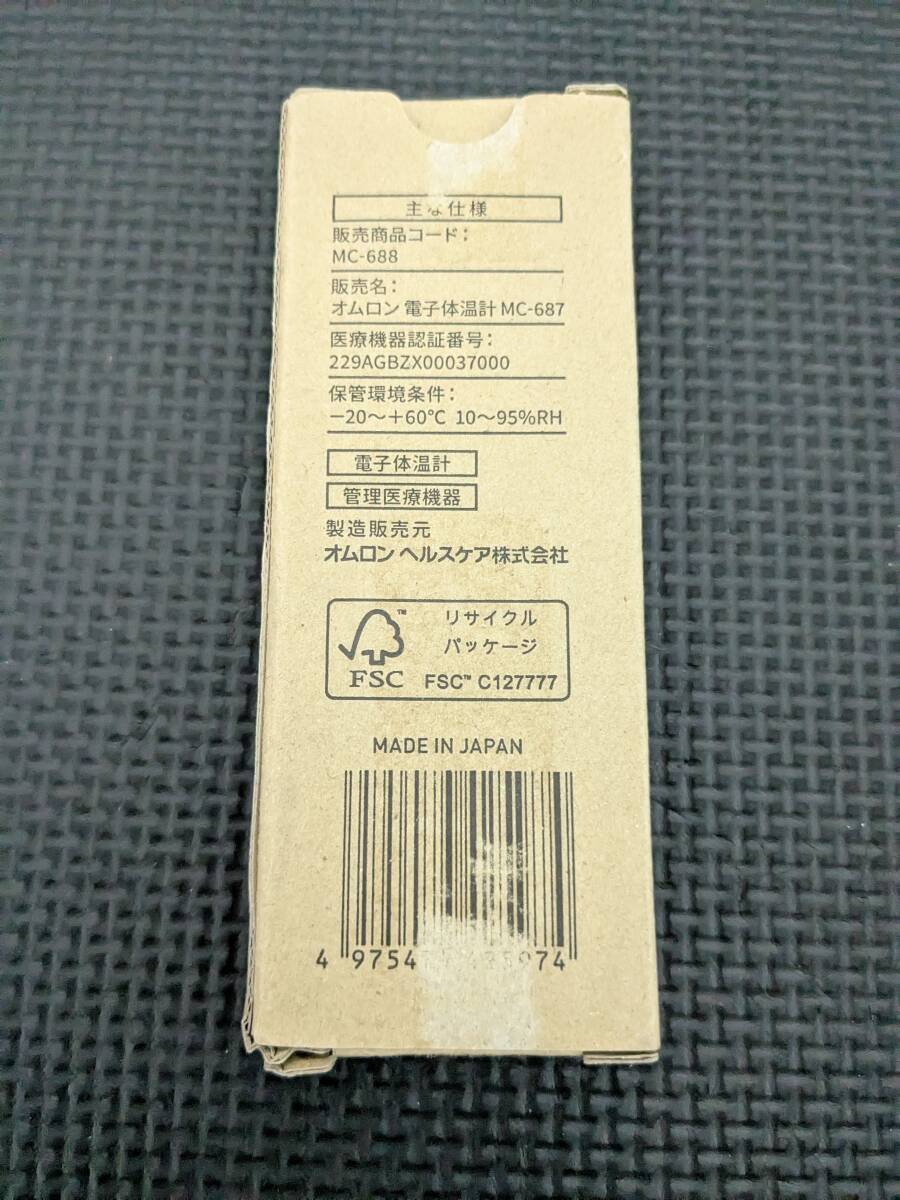 主な仕様
販売商品コード：
MC-688
販売名：
オムロン 電子体温計 MC-687
医療機器認証番号：
229AGBZX00037000
保管環境条件：
−20～＋60℃ 10～95%RH
電子体温計
管理医療機器
製造販売元
オムロン ヘルスケア株式会社
リサイクル
パッケージ
FSC™ C127777
FSC
MADE IN JAPAN